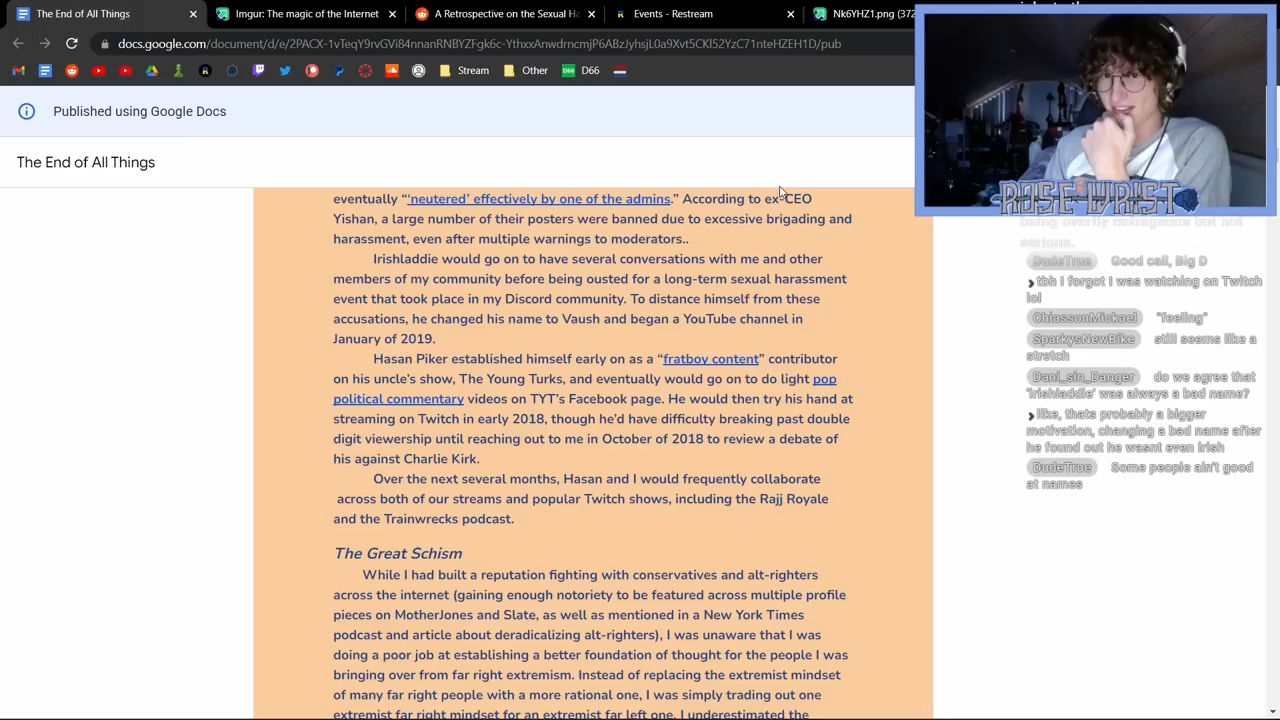 The End of All Things
Imgur: The magic of the Internet
A Retrospective on the Sexual Ha
Events - Restream
Nk6YHZ1.png (372
docs.google.com/document/d/e/2PACX-1vTeqY9rvGVi84nnanRNBYZFgk6c-YthxxAnwdrncmjP6ABzJyhsjL0a9Xvt5CKl52YzC71nteHZEH1D/pub
Stream
Other
D66
Published using Google Docs
The End of All Things
eventually “‘neutered’ effectively by one of the admins.” According to ex-CEO
Yishan, a large number of their posters were banned due to excessive brigading and
harassment, even after multiple warnings to moderators..
Irishladdie would go on to have several conversations with me and other
members of my community before being ousted for a long-term sexual harassment
event that took place in my Discord community. To distance himself from these
accusations, he changed his name to Vaush and began a YouTube channel in
January of 2019.
Hasan Piker established himself early on as a “fratboy content” contributor
on his uncle’s show, The Young Turks, and eventually would go on to do light pop
political commentary videos on TYT’s Facebook page. He would then try his hand at
streaming on Twitch in early 2018, though he’d have difficulty breaking past double
digit viewership until reaching out to me in October of 2018 to review a debate of
his against Charlie Kirk.
Over the next several months, Hasan and I would frequently collaborate
across both of our streams and popular Twitch shows, including the Rajj Royale
and the Trainwrecks podcast.
The Great Schism
While I had built a reputation fighting with conservatives and alt-righters
across the internet (gaining enough notoriety to be featured across multiple profile
pieces on MotherJones and Slate, as well as mentioned in a New York Times
podcast and article about deradicalizing alt-righters), I was unaware that I was
doing a poor job at establishing a better foundation of thought for the people I was
bringing over from far right extremism. Instead of replacing the extremist mindset
of many far right people with a more rational one, I was simply trading out one
extremist far right mindset for an extremist far left one. I underestimated the
ROSE WRIST
being overtly outrageous but not
serious.
DudeTrue Good call, Big D
tbh I forgot I was watching on Twitch
lol
ChiassonMickael "feeling"
SparkysNewBike still seems like a
stretch
Dani_sin_Danger do we agree that
'irishladdie' was always a bad name?
like, thats probably a bigger
motivation, changing a bad name after
he found out he wasnt even irish
DudeTrue Some people ain't good
at names